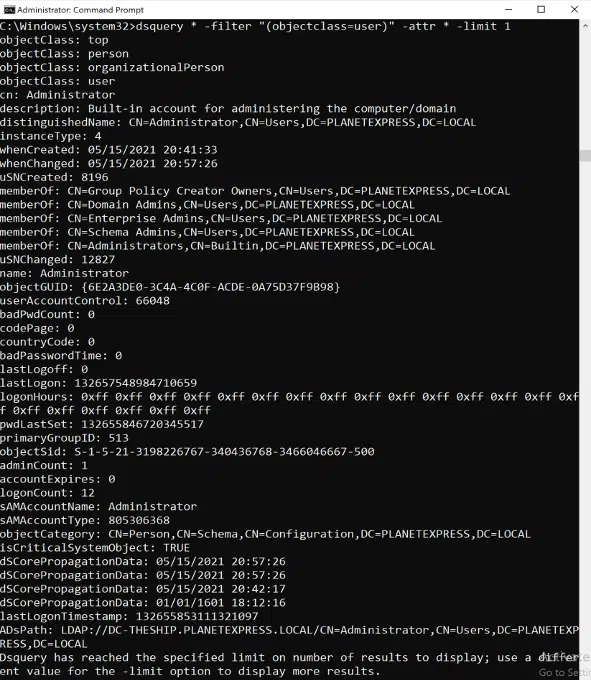 Administrator: Command Prompt
C:\Windows\system32>dsquery * -filter "(objectclass=user)" -attr * -limit 1
objectClass: top
objectClass: person
objectClass: organizationalPerson
objectClass: user
cn: Administrator
description: Built-in account for administering the computer/domain
distinguishedName: CN=Administrator,CN=Users,DC=PLANETEXPRESS,DC=LOCAL
instanceType: 4
whenCreated: 05/15/2021 20:41:33
whenChanged: 05/15/2021 20:57:26
uSNCreated: 8196
memberOf: CN=Group Policy Creator Owners,CN=Users,DC=PLANETEXPRESS,DC=LOCAL
memberOf: CN=Domain Admins,CN=Users,DC=PLANETEXPRESS,DC=LOCAL
memberOf: CN=Enterprise Admins,CN=Users,DC=PLANETEXPRESS,DC=LOCAL
memberOf: CN=Schema Admins,CN=Users,DC=PLANETEXPRESS,DC=LOCAL
memberOf: CN=Administrators,CN=Builtin,DC=PLANETEXPRESS,DC=LOCAL
uSNChanged: 12827
name: Administrator
objectGUID: {6E2A3DE0-3C4A-4C0F-ACDE-0A75D37F9B98}
userAccountControl: 66048
badPwdCount: 0
codePage: 0
countryCode: 0
badPasswordTime: 0
lastLogoff: 0
lastLogon: 132657548984710659
logonHours: 0xff 0xff 0xff 0xff 0xff 0xff 0xff 0xff 0xff 0xff 0xff 0xff 0xff 0xff 0xf
f 0xff 0xff 0xff 0xff 0xff 0xff
pwdLastSet: 132655846720345517
primaryGroupID: 513
objectSid: S-1-5-21-3198226767-340436768-3466046667-500
adminCount: 1
accountExpires: 0
logonCount: 12
sAMAccountName: Administrator
sAMAccountType: 805306368
objectCategory: CN=Person,CN=Schema,CN=Configuration,DC=PLANETEXPRESS,DC=LOCAL
isCriticalSystemObject: TRUE
dSCorePropagationData: 05/15/2021 20:57:26
dSCorePropagationData: 05/15/2021 20:57:26
dSCorePropagationData: 05/15/2021 20:42:17
dSCorePropagationData: 01/01/1601 18:12:16
lastLogonTimestamp: 132655853111321097
ADsPath: LDAP://DC-THESHIP.PLANETEXPRESS.LOCAL/CN=Administrator,CN=Users,DC=PLANETEXP
RESS,DC=LOCAL
Dsquery has reached the specified limit on number of results to display; use a differ
ent value for the -limit option to display more results.
Go to Settin